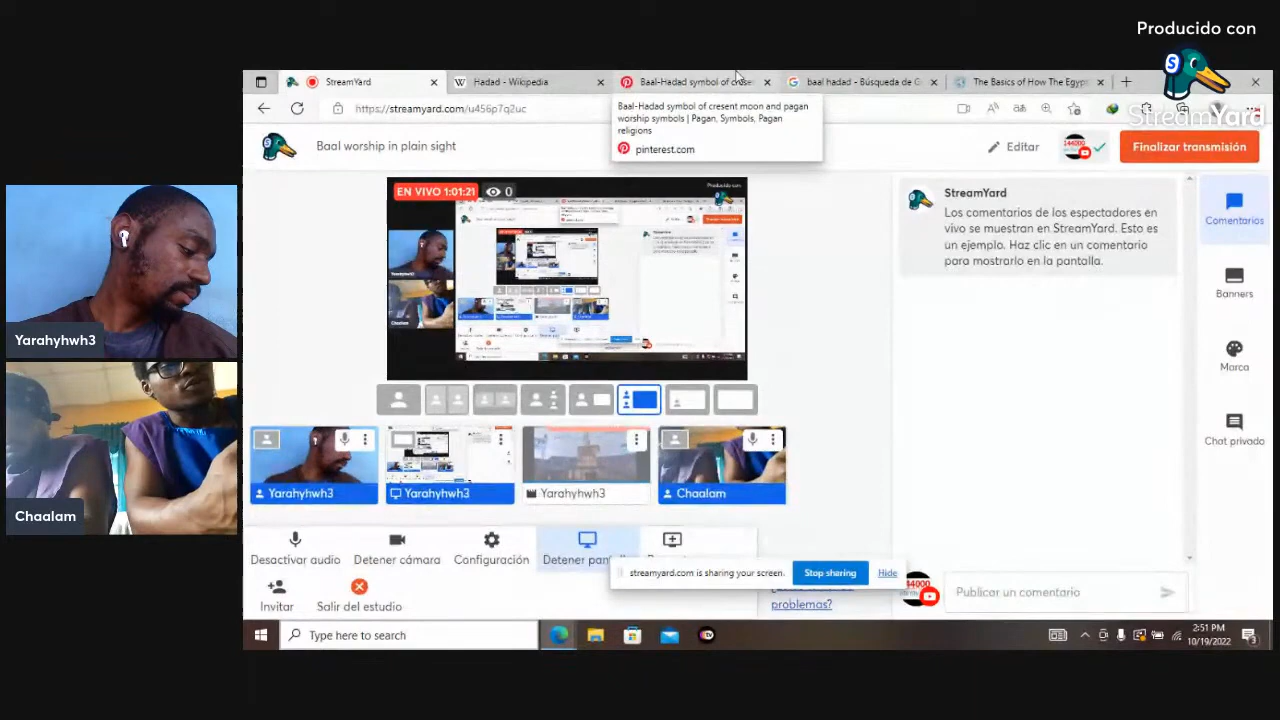 Producido con
StreamYard
StreamYard
Hadad - Wikipedia
Baal-Hadad symbol of cresen
baal hadad - Búsqueda de G
The Basics of How The Egyp
https://streamyard.com/u456p7q2uc
Baal-Hadad symbol of cresent moon and pagan
worship symbols | Pagan, Symbols, Pagan
religions
pinterest.com
Baal worship in plain sight
Editar
Finalizar transmisión
EN VIVO 1:01:21
0
StreamYard
Los comentarios de los espectadores en
vivo se muestran en StreamYard. Esto es
un ejemplo. Haz clic en un comentario
para mostrarlo en la pantalla.
Comentarios
Banners
Marca
Chat privado
Yarahyhwh3
Chaalam
Yarahyhwh3
Yarahyhwh3
Yarahyhwh3
Chaalam
Desactivar audio
Detener cámara
Configuración
Detener pan
Invitar
Salir del estudio
streamyard.com is sharing your screen.
Stop sharing
Hide
problemas?
Publicar un comentario
Type here to search
2:51 PM
10/19/2022